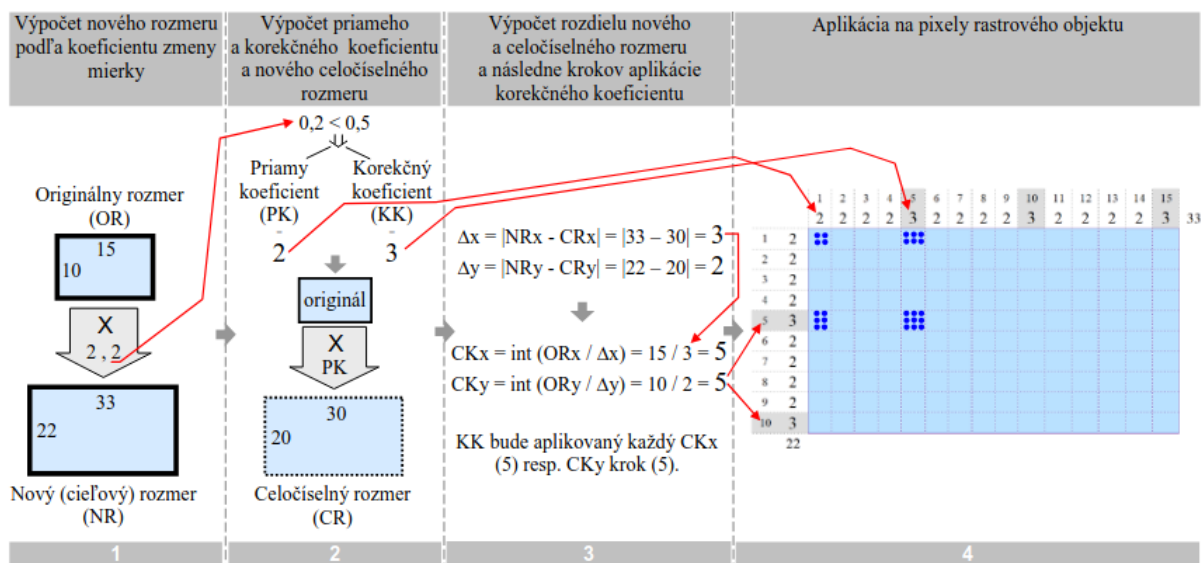 Výpočet nového rozmeru
podľa koeficientu zmeny
mierky
Výpočet priameho
a korekčného koeficientu
a nového celočíselného
rozmeru
Výpočet rozdielu nového
a celočíselného rozmeru
a následne krokov aplikácie
korekčného koeficientu
Aplikácia na pixely rastrového objektu
Originálny rozmer
(OR)
15
10
X
2 , 2
33
22
Nový (cieľový) rozmer
(NR)
0,2 < 0,5
Priamy
koeficient
(PK)
-
2
Korekčný
koeficient
(KK)
-
3
originál
X
PK
30
20
Celočíselný rozmer
(CR)
Δx = |NRx - CRx| = |33 – 30| = 3
Δy = |NRy - CRy| = |22 – 20| = 2
CKx = int (ORx / Δx) = 15 / 3 = 5
CKy = int (ORy / Δy) = 10 / 2 = 5
KK bude aplikovaný každý CKx
(5) resp. CKy krok (5).
1 2 3 4 5 6 7 8 9 10 11 12 13 14 15
2 2 2 2 3 2 2 2 2 3 2 2 2 2 3 33
1 2
2 2
3 2
4 2
5 3
6 2
7 2
8 2
9 2
10 3
22
1
2
3
4